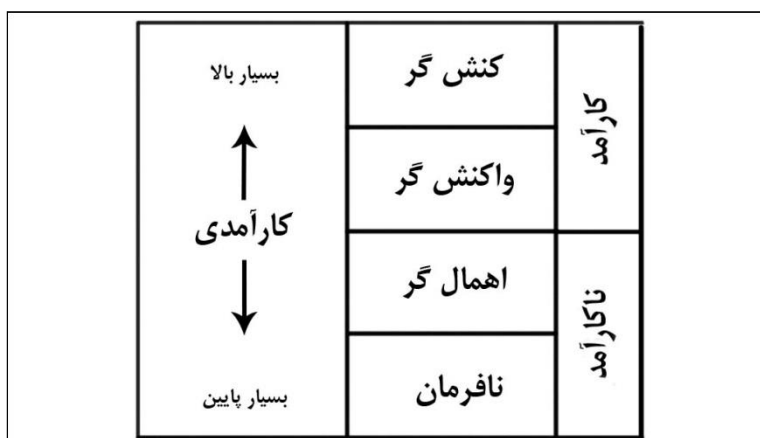 کارآمد
کنش گر
واکنش گر
ناکارآمد
اهمال گر
نافرمان
بسیار بالا
کارآمدی
بسیار پایین